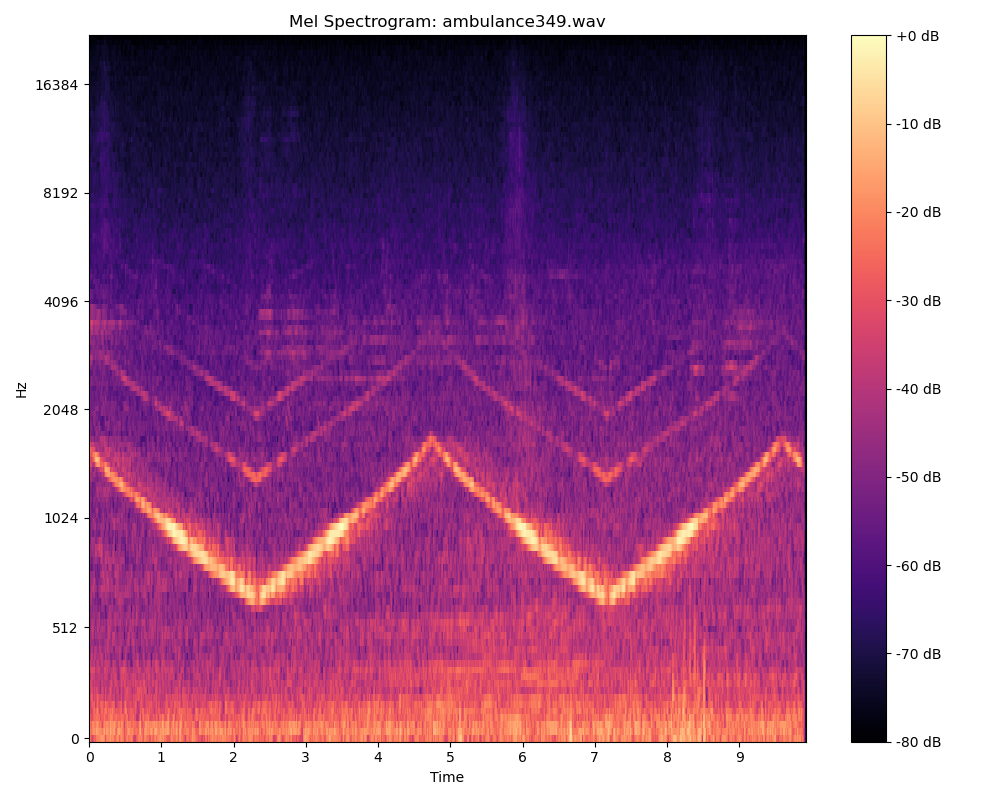 Mel Spectrogram: ambulance349.wav
Hz
16384
8192
4096
2048
1024
512
0
0 1 2 3 4 5 6 7 8 9
Time
+0 dB
-10 dB
-20 dB
-30 dB
-40 dB
-50 dB
-60 dB
-70 dB
-80 dB